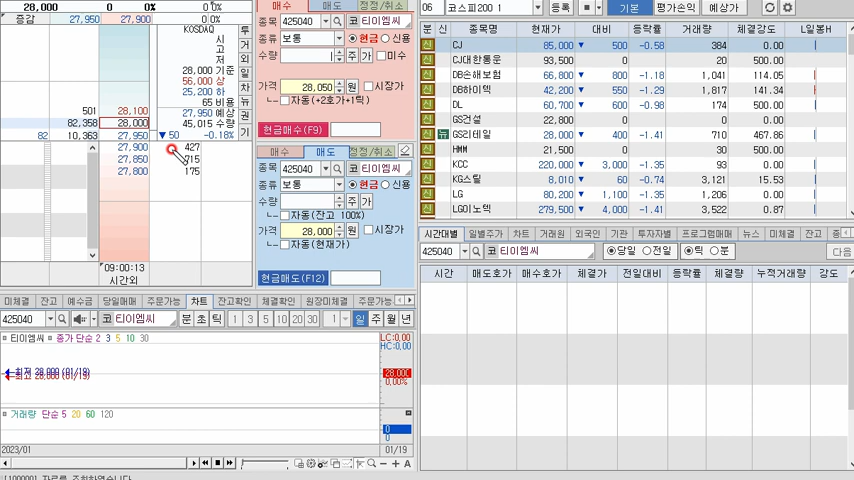 28,000 0 0% 0 0%
증감 27,950 27,900 0 0%
KOSDAQ
시
고
저
28,000 기준
56,000 상
25,200 하
65 비용
27,950 예상
45,015 수량
▼ 50 -0.18%
투
거
외
일
차
뉴
권
기
501 28,100
82,358 28,000
82 10,363 27,950
27,900 427
27,850 715
27,800 175
09:00:13
시간외
매수 매도 정정/취소
종목 425040 코 티이엠씨
종류 보통 현금 신용
수량 주 가 미수
가격 28,050 원 시장가
자동(+2호가+1틱)
현금매수(F9)
매수 매도 정정/취소
종목 425040 코 티이엠씨
종류 보통 현금 신용
수량 주 가
자동(잔고 100%)
가격 28,000 원 시장가
자동(현재가)
현금매도(F12)
06 코스피200 1 등록 기본 평가손익 예상가
분 신 종목명 현재가 대비 등락률 거래량 체결강도 L일봉H
신 CJ 85,000 ▼ 500 -0.58 384 0.00
신 CJ대한통운 93,500 0 20 500.00
신 DB손해보험 66,800 ▼ 800 -1.18 1,041 114.05
신 DB하이텍 42,200 ▼ 550 -1.29 1,817 141.34
신 DL 60,700 ▼ 600 -0.98 174 500.00
신 GS건설 22,800 0 0 0.00
신 뉴 GS리테일 28,000 ▼ 400 -1.41 710 467.86
신 HMM 21,500 0 30 500.00
신 KCC 220,000 ▼ 3,000 -1.35 93 0.00
신 KG스틸 8,010 ▼ 60 -0.74 3,121 15.53
신 LG 80,200 ▼ 1,100 -1.35 1,206 0.00
신 LG이노텍 279,500 ▼ 4,000 -1.41 3,522 0.87
시간대별 일별주가 차트 거래원 외국인 기관 투자자별 프로그램매매 뉴스 미체결 잔고
425040 코 티이엠씨 당일 전일 틱 분 다음
시간 매도호가 매수호가 체결가 전일대비 등락률 체결량 누적거래량 강도
미체결 잔고 예수금 당일매매 주문가능 차트 잔고확인 체결확인 원장미체결 주문가능
425040 코 티이엠씨 분 초 틱 1 3 5 10 20 30 1 일 주 월 년
티이엠씨 종가 단순 2 3 5 10 30
LC:0,00
HC:0,00
최저 28,000 (01/19)
최고 28,000 (01/19)
28,000
0,00%
거래량 단순 5 20 60 120
0
0
2023/01 01/19
- + A